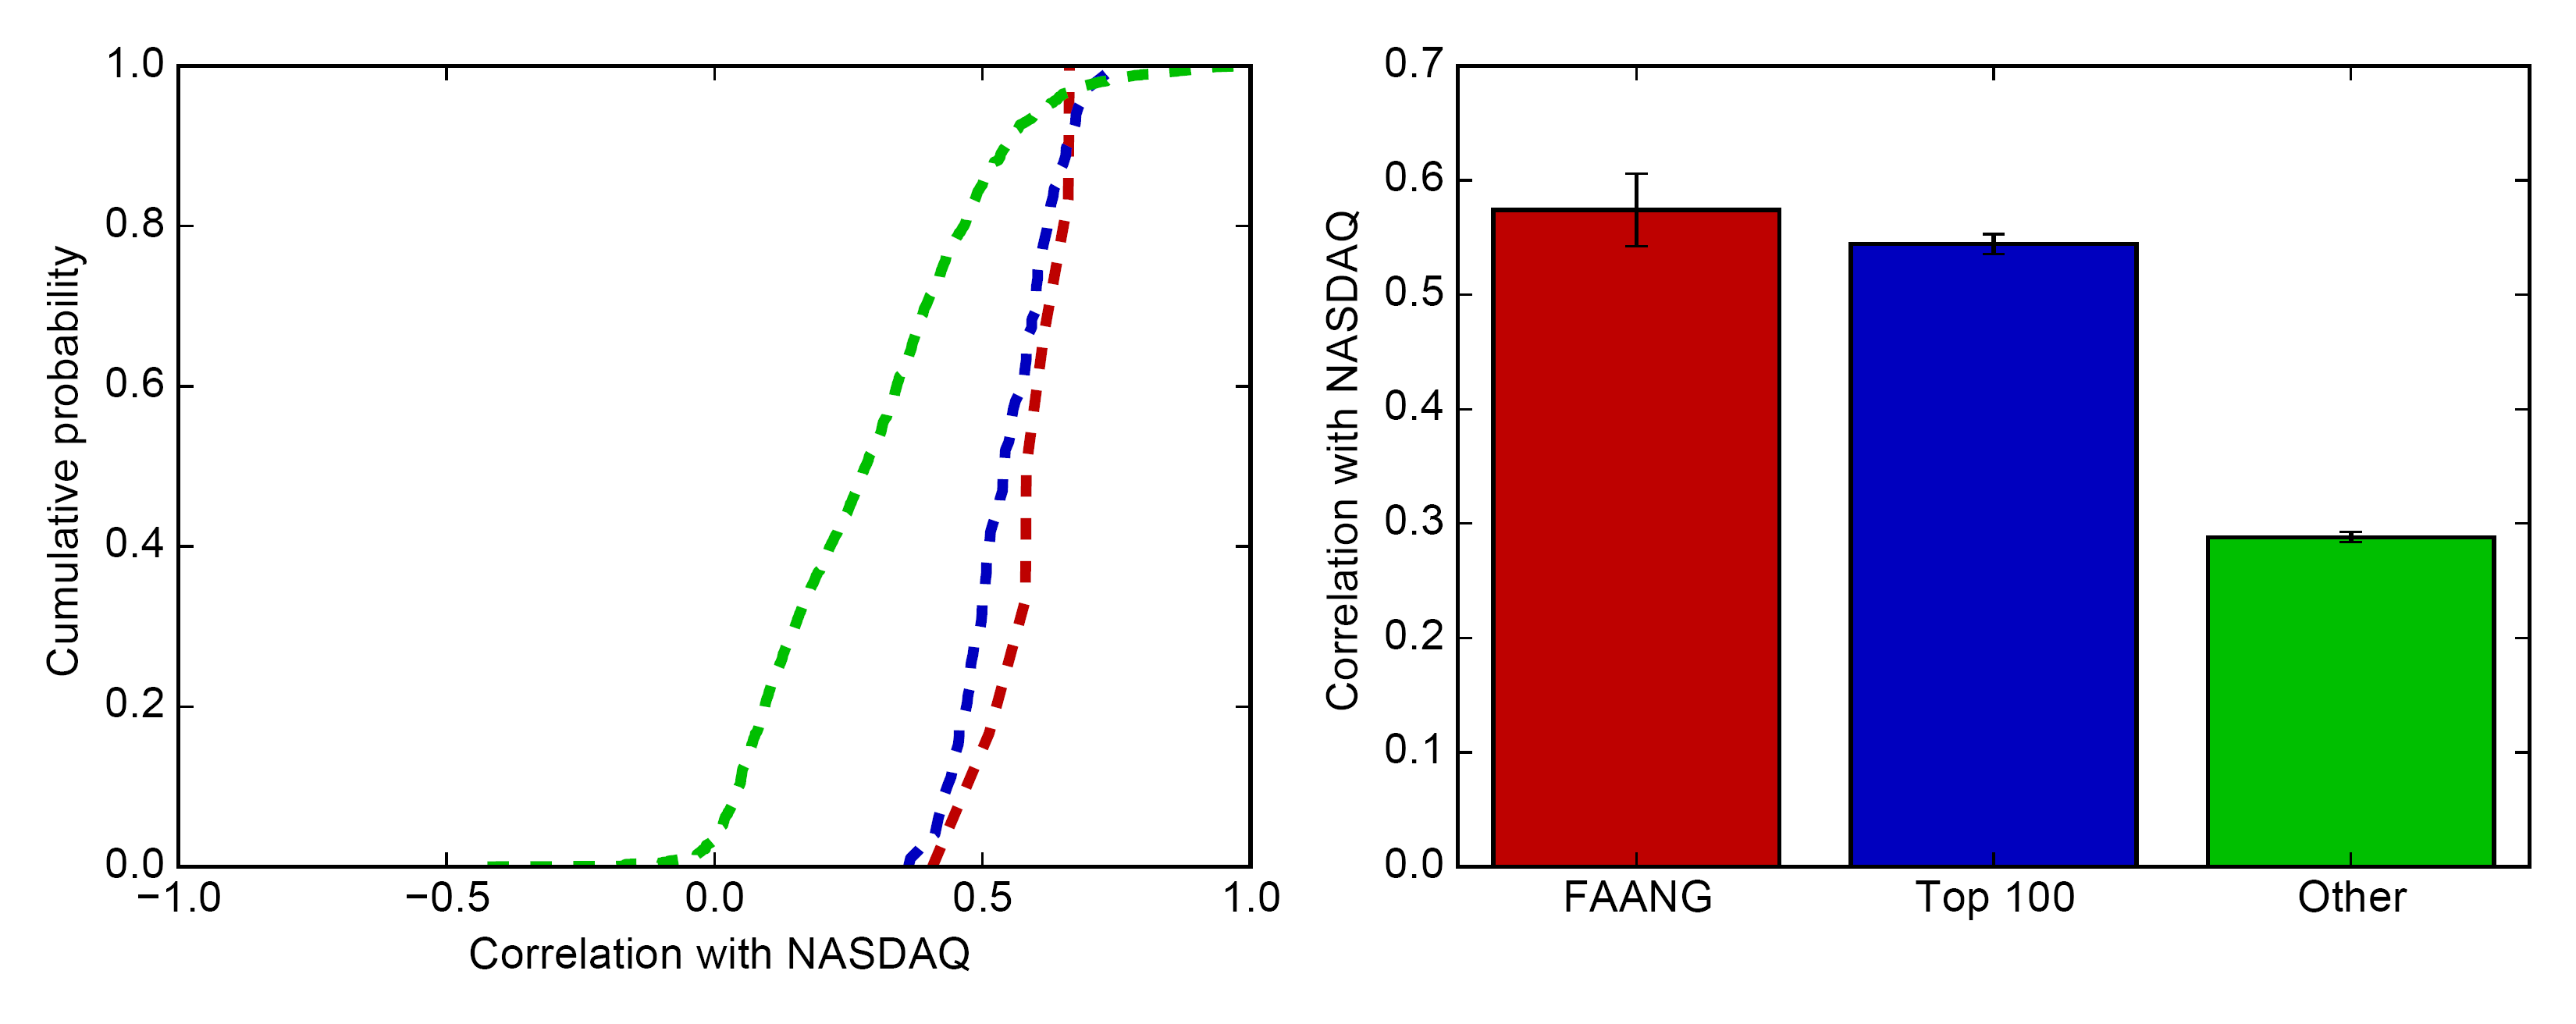 Cumulative probability
1.0
0.8
0.6
0.4
0.2
0.0
−1.0 −0.5 0.0 0.5 1.0
Correlation with NASDAQ
Correlation with NASDAQ
0.7
0.6
0.5
0.4
0.3
0.2
0.1
0.0
FAANG Top 100 Other